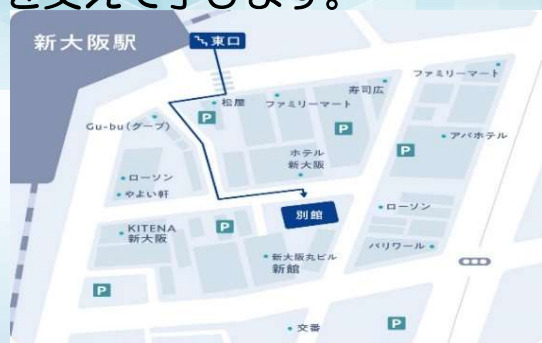 を交えて学します。
新大阪駅
東口
ファミリーマート
寿司広
松屋
ファミリーマート
P
Gu-bu(グーブ)
P
アパホテル
P
ホテル
新大阪
ローソン
やよい軒
別館
ローソン
KITENA
新大阪
P
パリワール
新大阪丸ビル
新館
P
交番
P